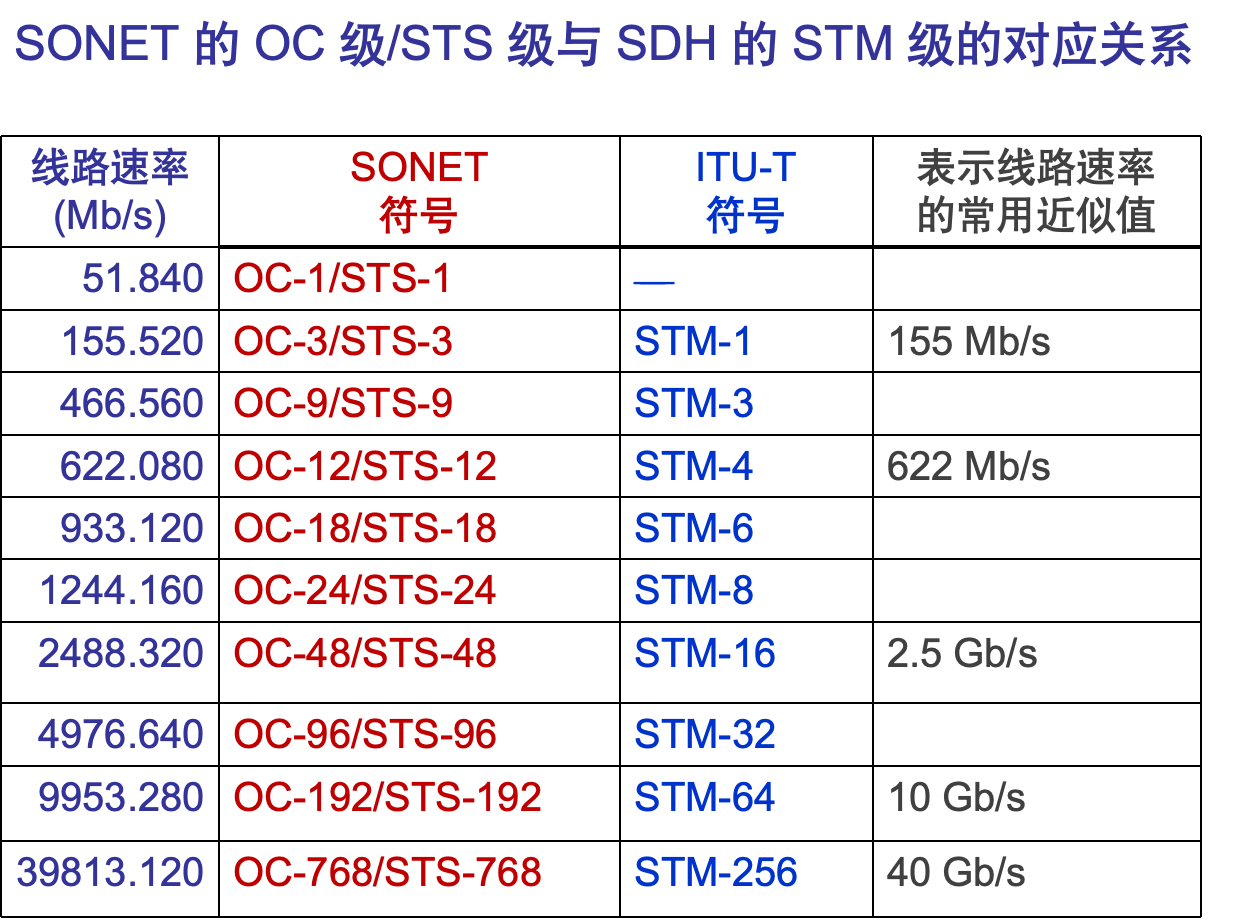 SONET 的 OC 级/STS 级与 SDH 的 STM 级的对应关系
线路速率 (Mb/s) SONET 符号 ITU-T 符号 表示线路速率的常用近似值
51.840 OC-1/STS-1 —
155.520 OC-3/STS-3 STM-1 155 Mb/s
466.560 OC-9/STS-9 STM-3
622.080 OC-12/STS-12 STM-4 622 Mb/s
933.120 OC-18/STS-18 STM-6
1244.160 OC-24/STS-24 STM-8
2488.320 OC-48/STS-48 STM-16 2.5 Gb/s
4976.640 OC-96/STS-96 STM-32
9953.280 OC-192/STS-192 STM-64 10 Gb/s
39813.120 OC-768/STS-768 STM-256 40 Gb/s